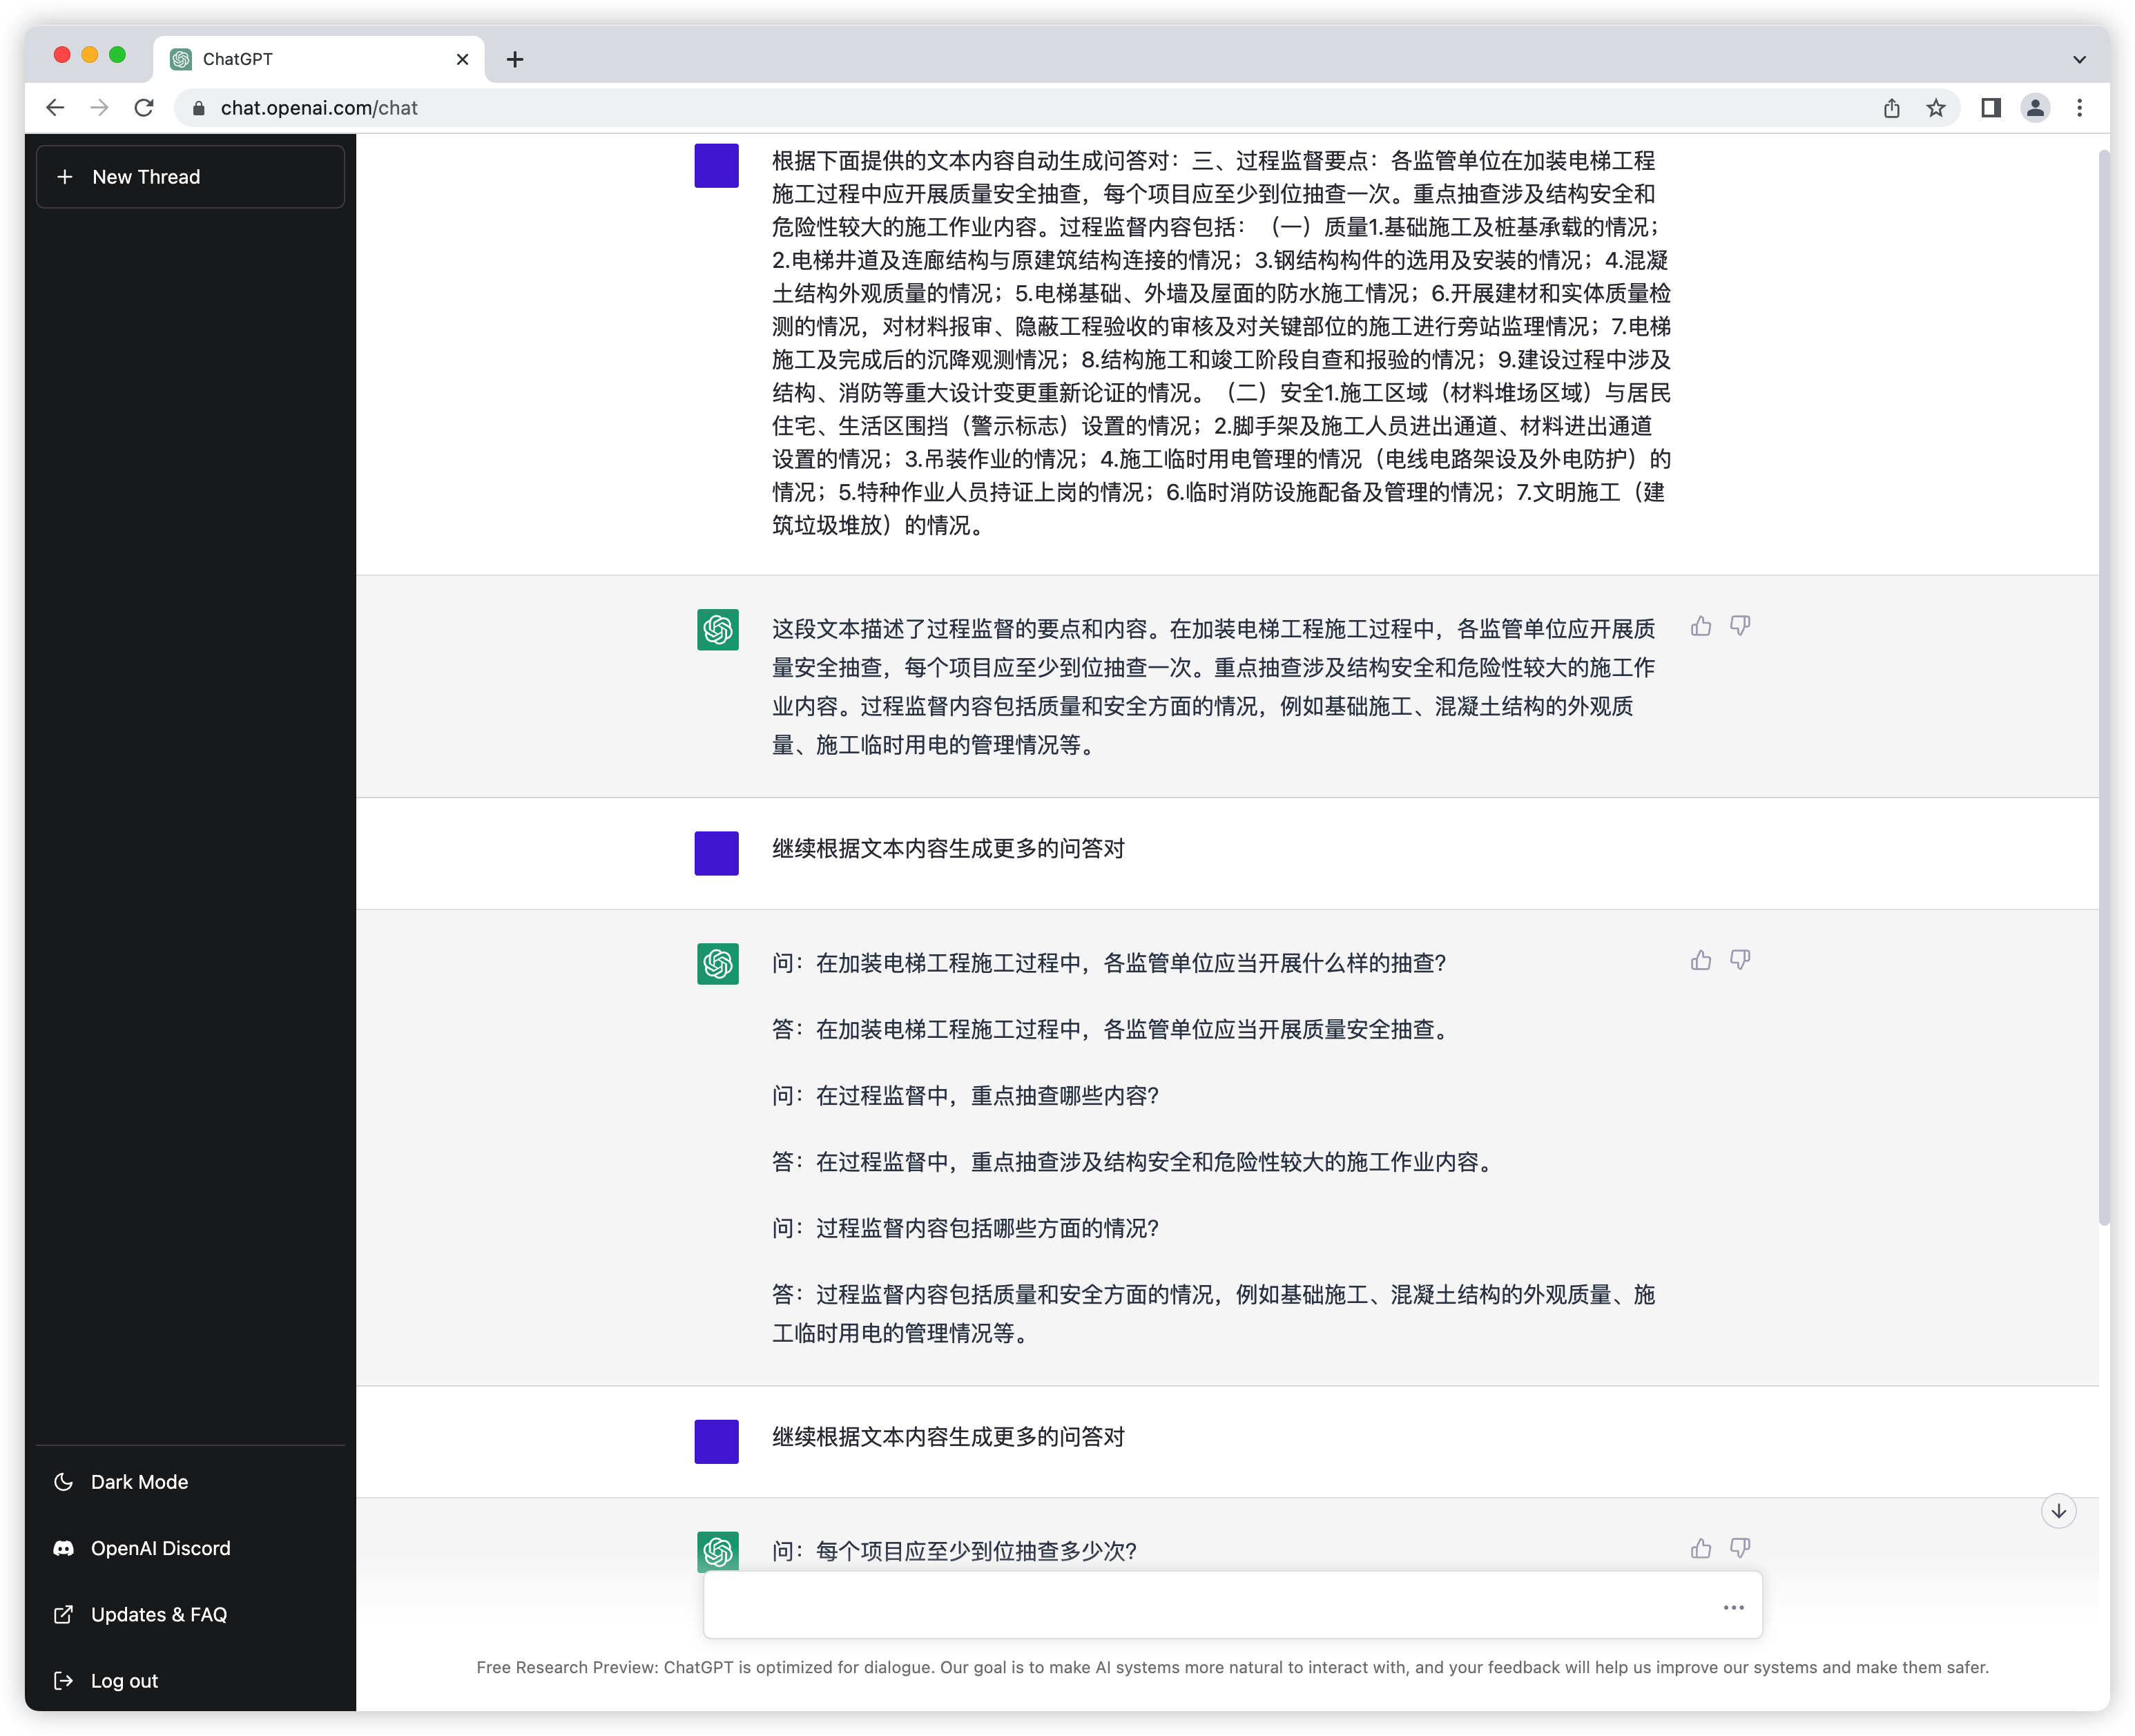 ChatGPT
chat.openai.com/chat
New Thread
根据下面提供的文本内容自动生成问答对：三、过程监督要点：各监管单位在加装电梯工程
施工过程中应开展质量安全抽查，每个项目应至少到位抽查一次。重点抽查涉及结构安全和
危险性较大的施工作业内容。过程监督内容包括：（一）质量1.基础施工及桩基承载的情况；
2.电梯井道及连廊结构与原建筑结构连接的情况；3.钢结构构件的选用及安装的情况；4.混凝
土结构外观质量的情况；5.电梯基础、外墙及屋面的防水施工情况；6.开展建材和实体质量检
测的情况，对材料报审、隐蔽工程验收的审核及对关键部位的施工进行旁站监理情况；7.电梯
施工及完成后的沉降观测情况；8.结构施工和竣工阶段自查和报验的情况；9.建设过程中涉及
结构、消防等重大设计变更重新论证的情况。（二）安全1.施工区域（材料堆场区域）与居民
住宅、生活区围挡（警示标志）设置的情况；2.脚手架及施工人员进出通道、材料进出通道
设置的情况；3.吊装作业的情况；4.施工临时用电管理的情况（电线电路架设及外电防护）的
情况；5.特种作业人员持证上岗的情况；6.临时消防设施配备及管理的情况；7.文明施工（建
筑垃圾堆放）的情况。
这段文本描述了过程监督的要点和内容。在加装电梯工程施工过程中，各监管单位应开展质
量安全抽查，每个项目应至少到位抽查一次。重点抽查涉及结构安全和危险性较大的施工作
业内容。过程监督内容包括质量和安全方面的情况，例如基础施工、混凝土结构的外观质
量、施工临时用电的管理情况等。
继续根据文本内容生成更多的问答对
问：在加装电梯工程施工过程中，各监管单位应当开展什么样的抽查?
答：在加装电梯工程施工过程中，各监管单位应当开展质量安全抽查。
问：在过程监督中，重点抽查哪些内容?
答：在过程监督中，重点抽查涉及结构安全和危险性较大的施工作业内容。
问：过程监督内容包括哪些方面的情况?
答：过程监督内容包括质量和安全方面的情况，例如基础施工、混凝土结构的外观质量、施
工临时用电的管理情况等。
继续根据文本内容生成更多的问答对
问：每个项目应至少到位抽查多少次?
Dark Mode
OpenAI Discord
Updates & FAQ
Log out
Free Research Preview: ChatGPT is optimized for dialogue. Our goal is to make AI systems more natural to interact with, and your feedback will help us improve our systems and make them safer.